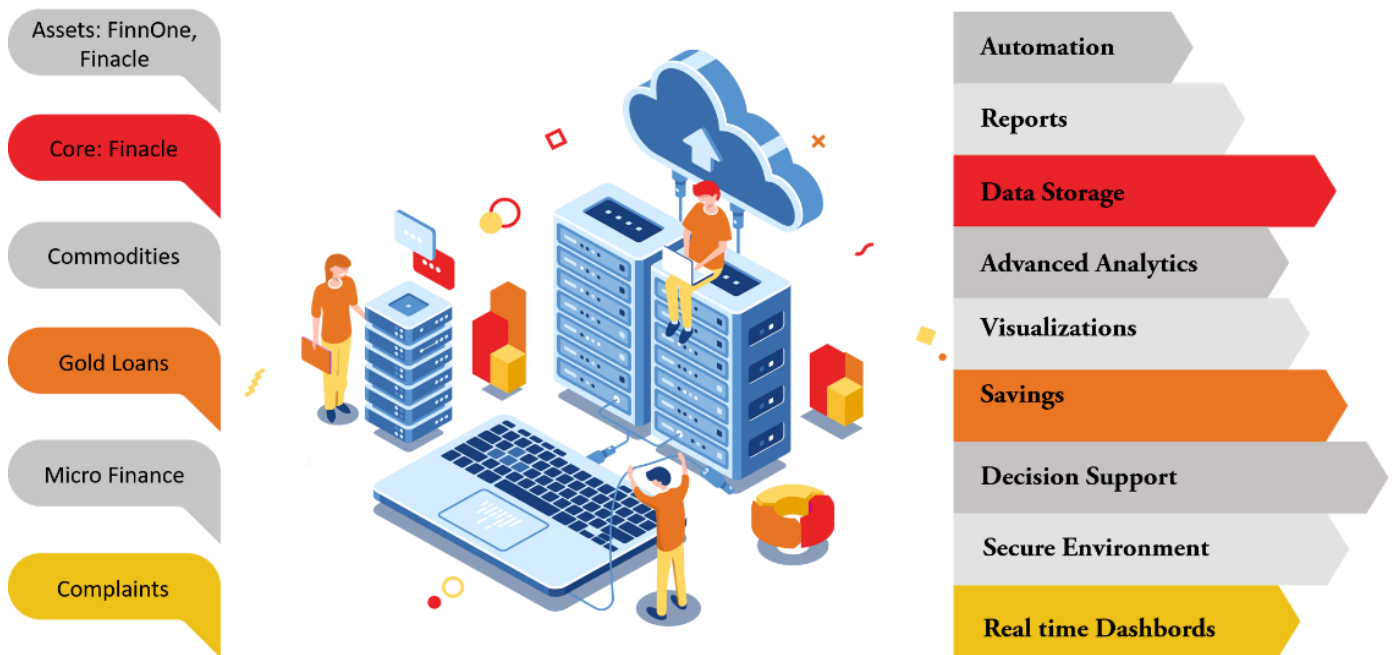 Assets: FinnOne,
Finacle
Core: Finacle
Commodities
Gold Loans
Micro Finance
Complaints
Automation
Reports
Data Storage
Advanced Analytics
Visualizations
Savings
Decision Support
Secure Environment
Real time Dashbords